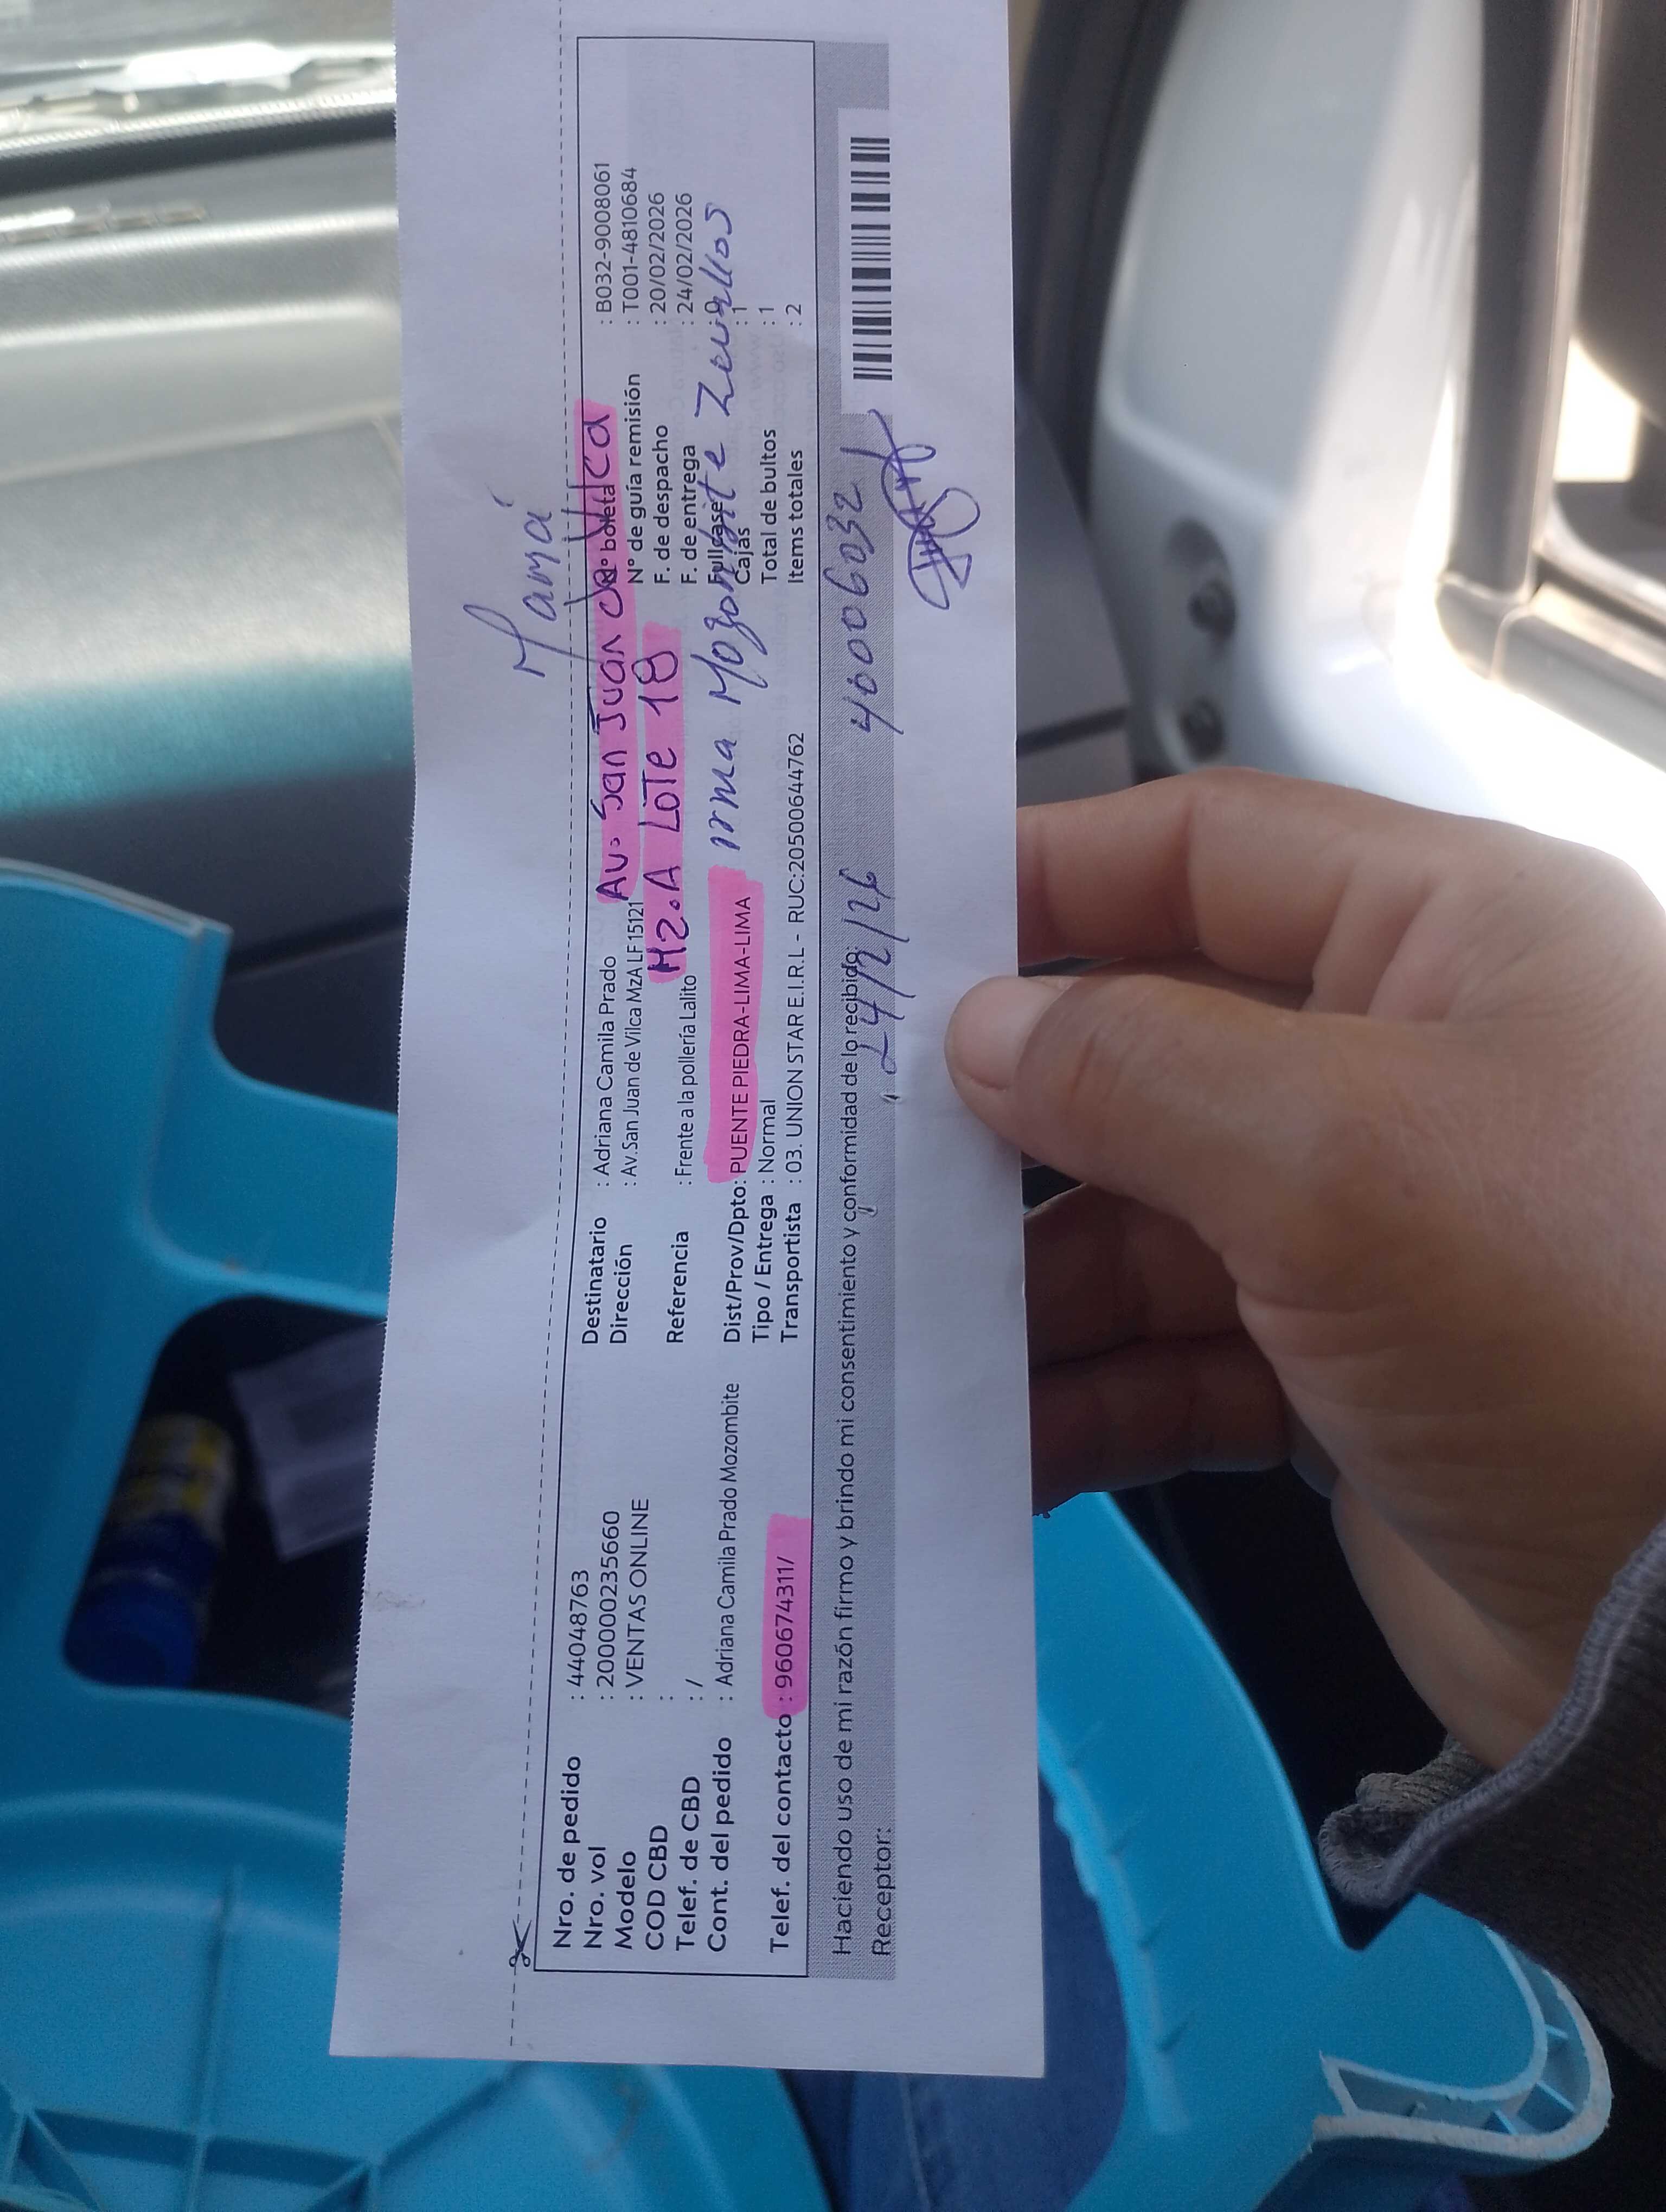 Mamá
Nro. de pedido : 44048763
Nro. vol : 2000002356​60
Modelo : VENTAS ONLINE
COD CBD :
Telef. de CBD : /
Cont. del pedido : Adriana Camila Prado Mozombite
Telef. del contacto : 960674311/
Destinatario : Adriana Camila Prado
Dirección : Av.San Juan de Vilca MzA LF 15121
Av. San Juan de Vilca
Mz. A LoTe 18
Referencia : Frente a la pollería Lalito
Dist/Prov/Dpto: PUENTE PIEDRA-LIMA-LIMA
Tipo / Entrega : Normal
Transportista : 03. UNION STAR E.I.R.L - RUC:20500644762
Irma Mozombite Zevallos
N° boleta : B032-9008061
N° de guía remisión : T001-4810684
F. de despacho : 20/02/2026
F. de entrega : 24/02/2026
Fullcase
Cajas : 1
Total de bultos : 1
Items totales : 2
Haciendo uso de mi razón firmo y brindo mi consentimiento y conformidad de lo recibido:
Receptor:
24/2/26
40006032